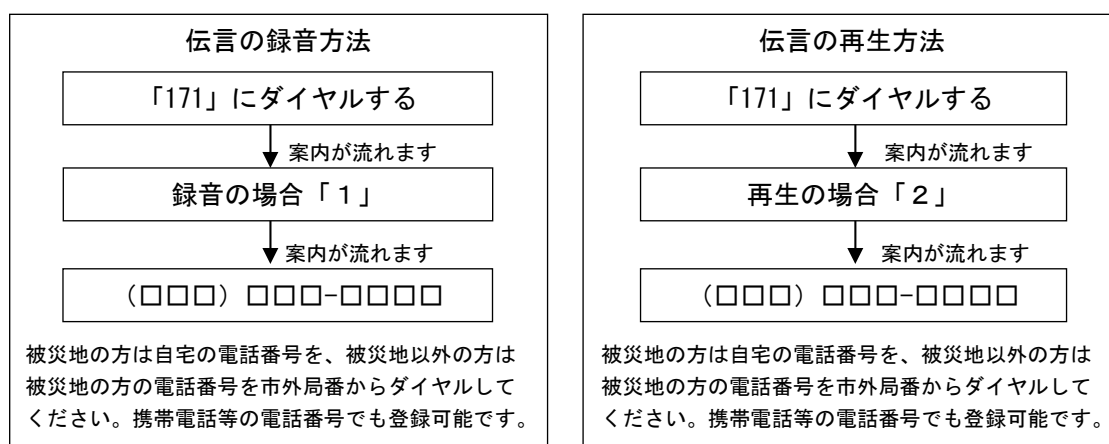 伝言の録音方法
「171」にダイヤルする
案内が流れます
録音の場合「１」
案内が流れます
(□□□) □□□-□□□□
被災地の方は自宅の電話番号を、被災地以外の方は
被災地の方の電話番号を市外局番からダイヤルして
ください。携帯電話等の電話番号でも登録可能です。
伝言の再生方法
「171」にダイヤルする
案内が流れます
再生の場合「２」
案内が流れます
(□□□) □□□-□□□□
被災地の方は自宅の電話番号を、被災地以外の方は
被災地の方の電話番号を市外局番からダイヤルして
ください。携帯電話等の電話番号でも登録可能です。